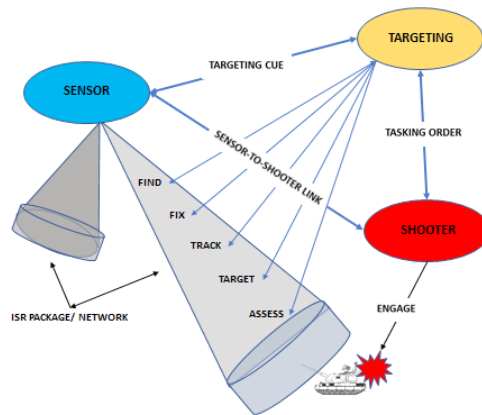 TARGETING
TARGETING CUE
SENSOR
TASKING ORDER
SENSOR-TO-SHOOTER LINK
FIND
FIX
SHOOTER
TRACK
TARGET
ENGAGE
ISR PACKAGE/ NETWORK
ASSESS